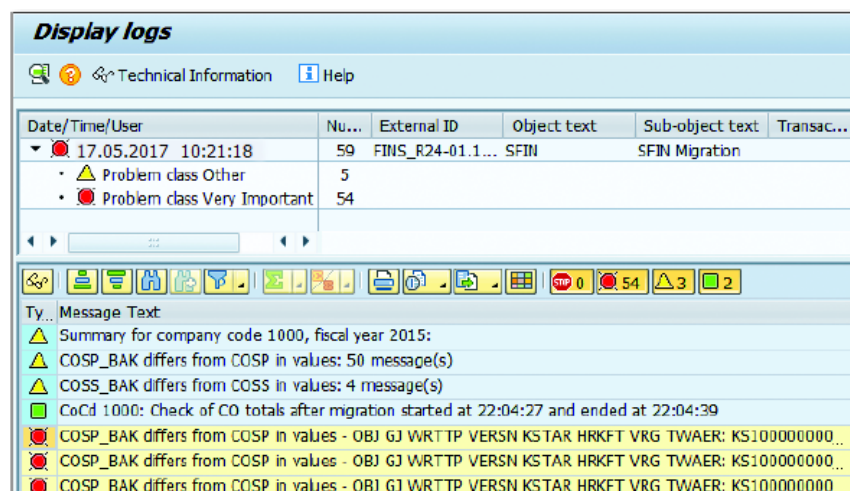 Display logs
Technical Information Help
Date/Time/User Nu... External ID Object text Sub-object text Transac...
17.05.2017 10:21:18 59 FINS_R24-01.1... SFIN SFIN Migration
Problem class Other 5
Problem class Very Important 54
STOP 0 54 3 2
Ty.. Message Text
Summary for company code 1000, fiscal year 2015:
COSP_BAK differs from COSP in values: 50 message(s)
COSS_BAK differs from COSS in values: 4 message(s)
CoCd 1000: Check of CO totals after migration started at 22:04:27 and ended at 22:04:39
COSP_BAK differs from COSP in values - OBJ GJ WRTTP VERSN KSTAR HRKFT VRG TWAER: KS100000000...
COSP_BAK differs from COSP in values - OBJ GJ WRTTP VERSN KSTAR HRKFT VRG TWAER: KS100000000...
COSP_BAK differs from COSP in values - OBJ GJ WRTTP VERSN KSTAR HRKFT VRG TWAER: KS100000000